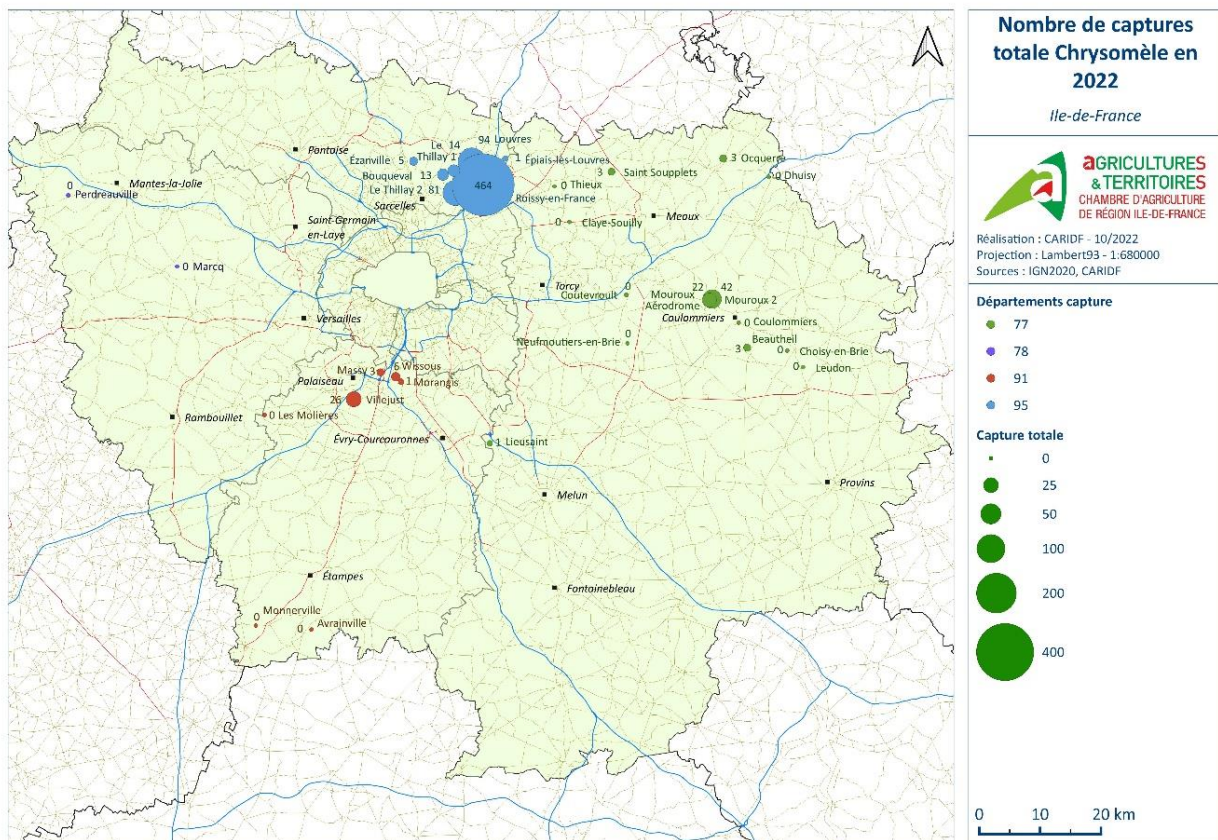 Nombre de captures
totale Chrysomèle en
2022
Ile-de-France
aGRICULTURES
& TERRITOIRES
CHAMBRE D'AGRICULTURE
DE RÉGION ILE-DE-FRANCE
Réalisation : CARIDF - 10/2022
Projection : Lambert93 - 1:680000
Sources : IGN2020, CARIDF
Départements capture
77
78
91
95
Capture totale
0
25
50
100
200
400
0 10 20 km
Pontoise
Le 14
94 Louvres
Ézanville 5
Thillay 1
1
Épiais-lès-Louvres
Bouqueval 13
Le Thillay 2 81
464
Roissy-en-France
Sarcelles
3 Ocquerre
0 Dhuisy
3
Saint Soupplets
0 Thieux
0
Perdreauville
Mantes-la-Jolie
Saint-Germain
en-Laye
0 Claye-Souilly
Meaux
0 Marcq
Torcy
0
Coutevroult
22 42
Mouroux
Aérodrome
Mouroux 2
Coulommiers
0 Coulommiers
Versailles
0
Neufmoutiers-en-Brie
Beautheil
3
0
Choisy-en-Brie
0
Leudon
Massy 3
6
Wissous
1 Morangis
Palaiseau
26
Villejust
Rambouillet
0 Les Molières
Évry-Courcouronnes
1 Lieusaint
Provins
Melun
Étampes
Fontainebleau
Monnerville
0
Avrainville
0